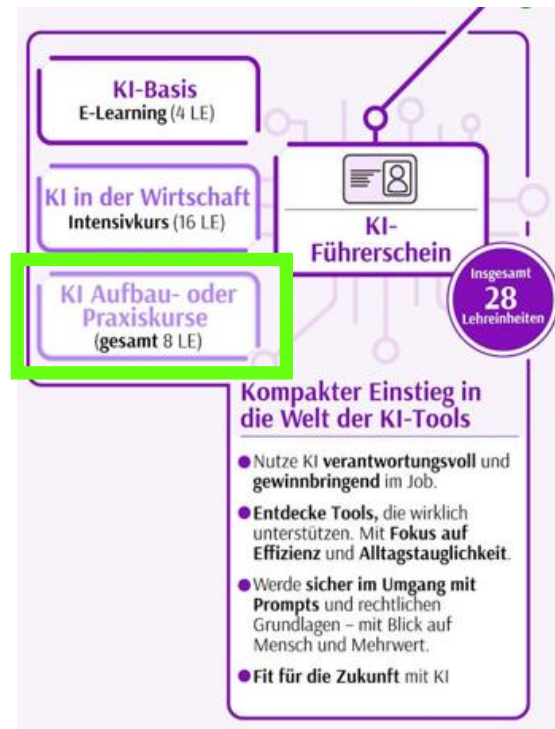 KI-Basis
E-Learning (4 LE)
KI in der Wirtschaft
Intensivkurs (16 LE)
KI Aufbau- oder
Praxiskurse
(gesamt 8 LE)
KI-
Führerschein
Insgesamt
28
Lehreinheiten
Kompakter Einstieg in
die Welt der KI-Tools
Nutze KI verantwortungsvoll und
gewinnbringend im Job.
Entdecke Tools, die wirklich
unterstützen. Mit Fokus auf
Effizienz und Alltagstauglichkeit.
Werde sicher im Umgang mit
Prompts und rechtlichen
Grundlagen – mit Blick auf
Mensch und Mehrwert.
Fit für die Zukunft mit KI